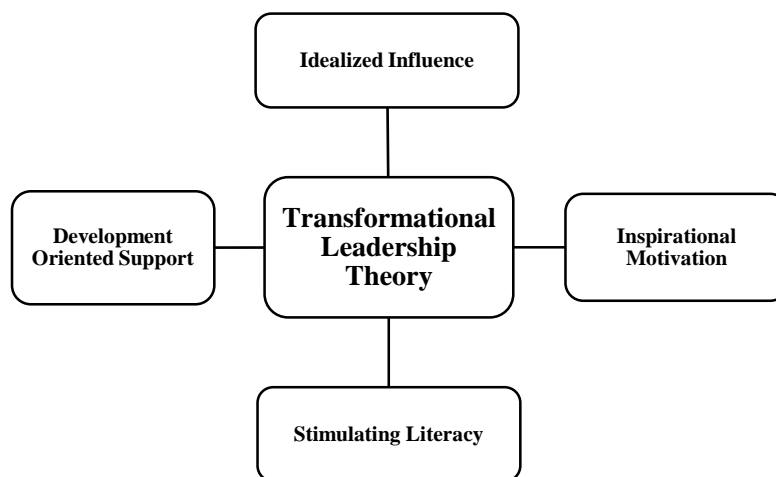 Idealized Influence
Development
Oriented Support
Transformational
Leadership
Theory
Inspirational
Motivation
Stimulating Literacy